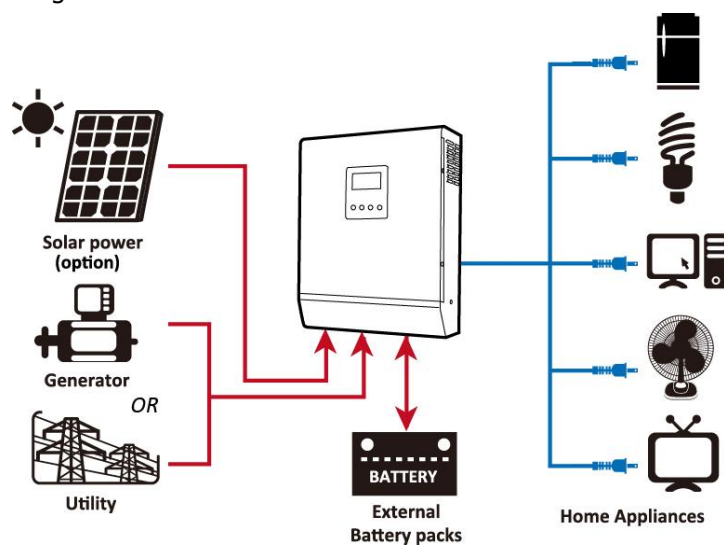 Solar power
(option)
Generator
OR
Utility
BATTERY
External
Battery packs
Home Appliances